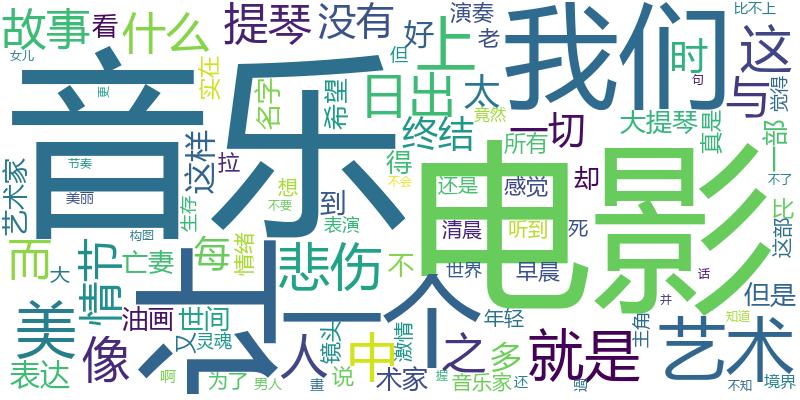 故事
看
什么
提琴
没有
演奏
好
老
上
我们
比不上
女儿
音乐
更
实在
名字
希望
日出
但
太
竟然
时
句
这
与
觉得
节奏
美丽
艺术家
这样
拉
终结
一切
所有
大提琴
真是
一部
得
电影
想
不会
不要
到
还是
感觉
却
不了
生存
构图
表演
清晨
听到
死
比
这部
而
大
情节
亡妻
每
情绪
让
悲伤
不
世界
早晨
话
但是
并
美
油画
世间
又
灵魂
一个
年轻
知道
主角
像
人
镜头
激情
中
之
多
就是
艺术
表达
啊
为了
男人
畫
说
术家
握
音乐家
还
不知
境界